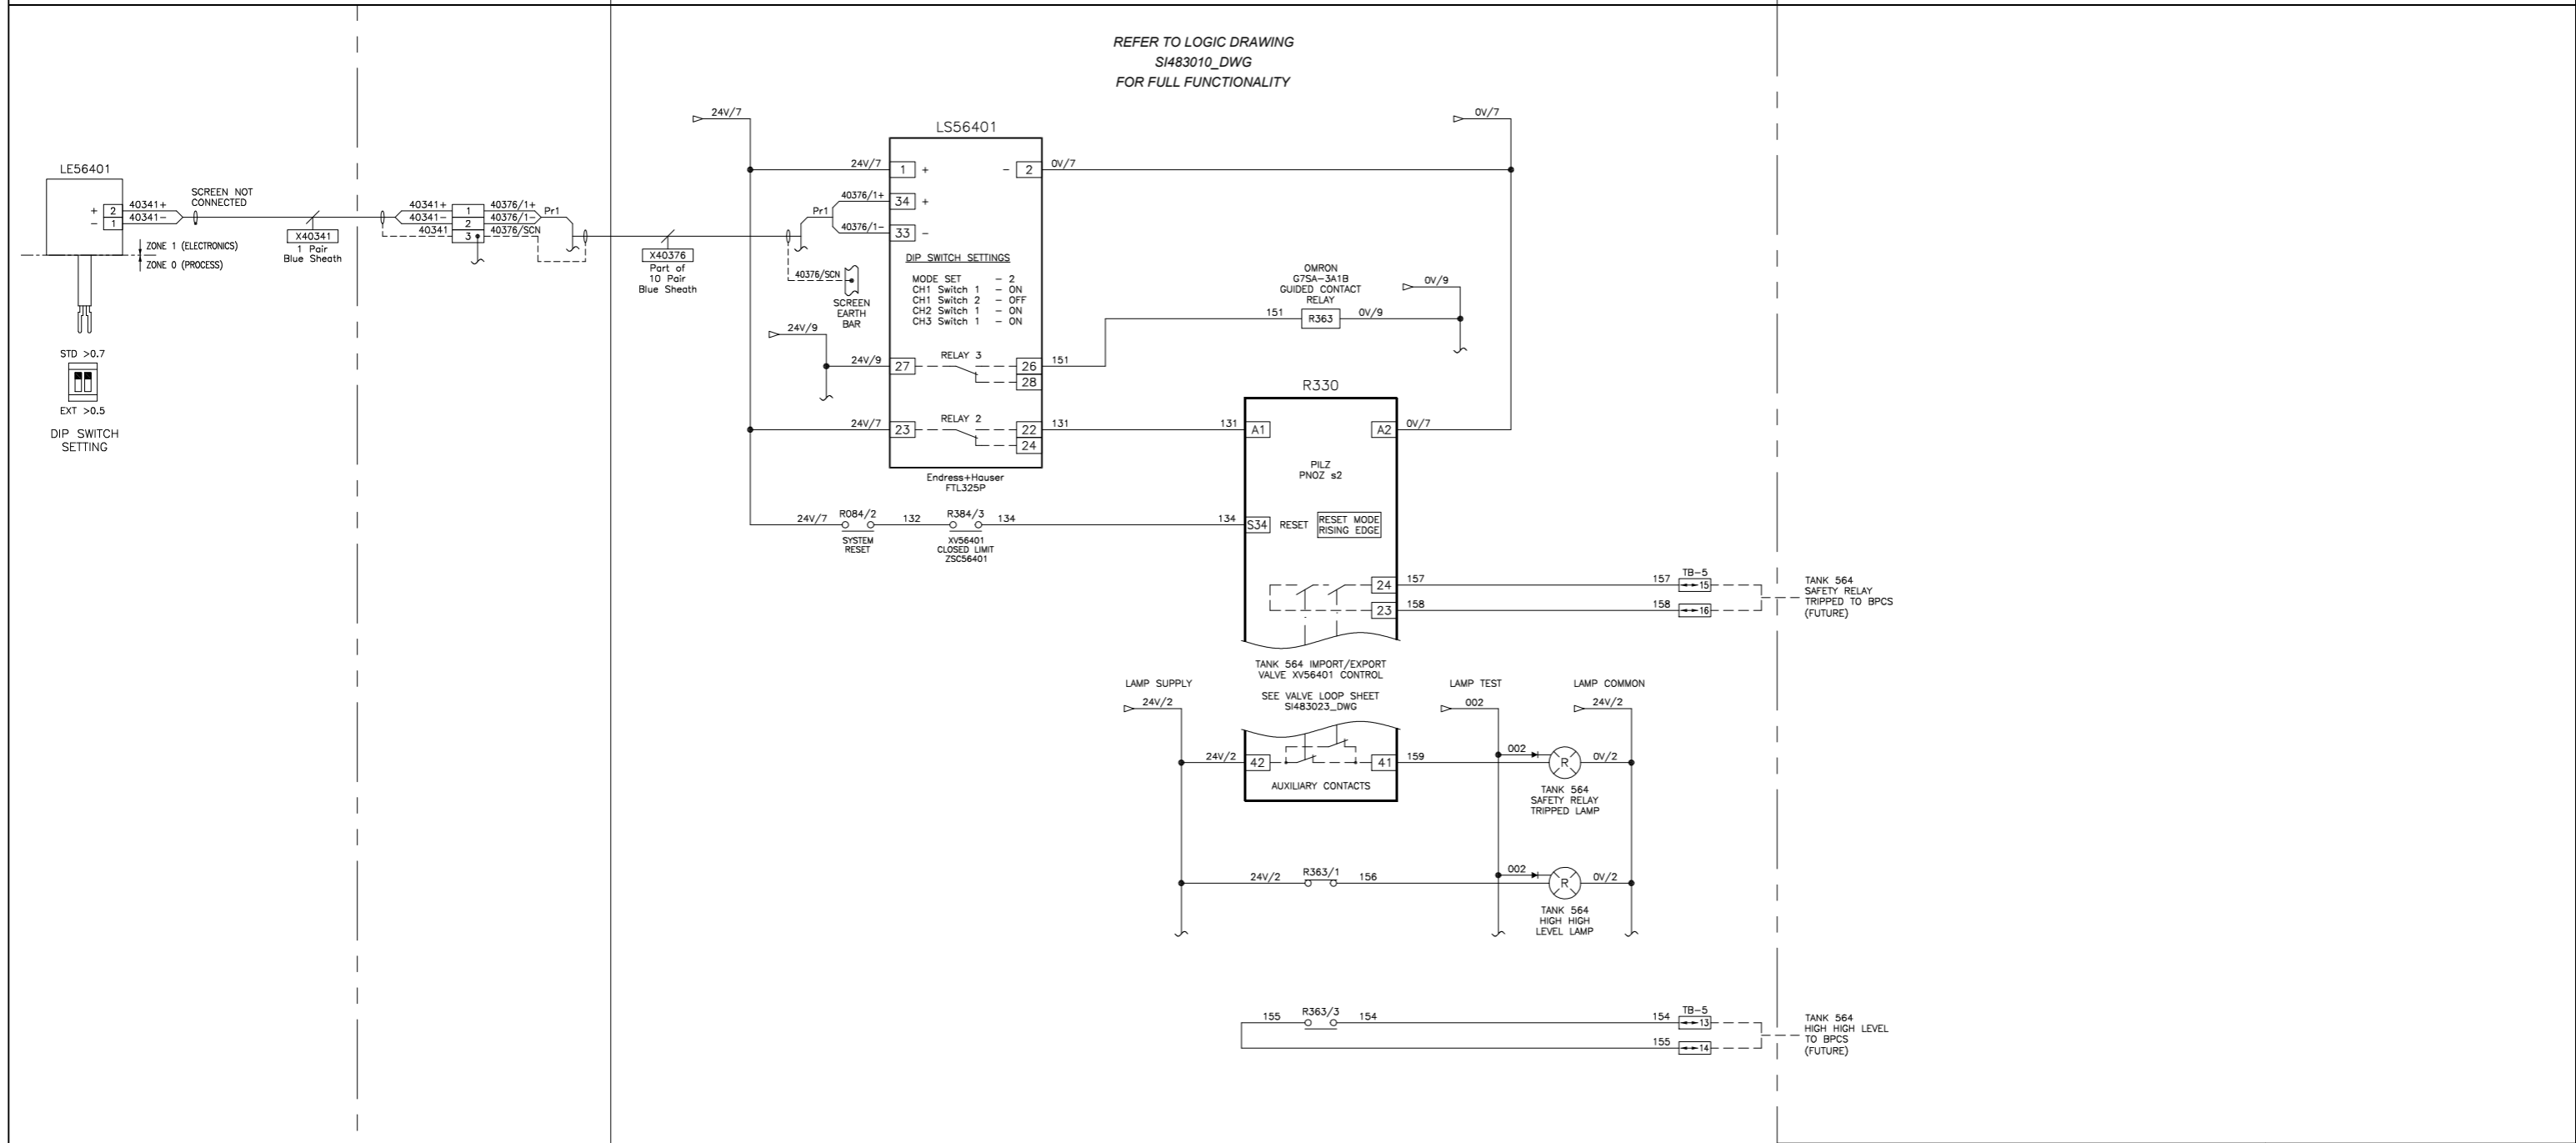 REFER TO LOGIC DRAWING
SI483010_DWG
FOR FULL FUNCTIONALITY
LE56401
+ 2 40341+
- 1 40341-
SCREEN NOT
CONNECTED
ZONE 1 (ELECTRONICS)
ZONE 0 (PROCESS)
X40341
1 Pair
Blue Sheath
STD >0.7
EXT >0.5
DIP SWITCH
SETTING
40341+ 1 40376/1+ Pr1
40341- 2 40376/1-
40341 3 40376/SCN
X40376
Part of
10 Pair
Blue Sheath
24V/7
LS56401
0V/7
24V/7 1 + - 2 0V/7
40376/1+ 34 +
Pr1
40376/1- 33 -
40376/SCN
SCREEN
EARTH
BAR
DIP SWITCH SETTINGS
MODE SET - 2
CH1 Switch 1 - ON
CH1 Switch 2 - OFF
CH2 Switch 1 - ON
CH3 Switch 1 - ON
24V/9
24V/9 27 RELAY 3 26 151
28
24V/7 23 RELAY 2 22 131
24
Endress+Hauser
FTL325P
OMRON
G7SA-3A1B
GUIDED CONTACT
RELAY
151 R363 0V/9
0V/9
R330
131 A1 A2 0V/7
PILZ
PNOZ s2
24V/7 R084/2 132 R384/3 134
SYSTEM
RESET
XV56401
CLOSED LIMIT
ZSC56401
134 S34 RESET RESET MODE
RISING EDGE
24 157
23 158
TB-5
157 15
158 16
TANK 564
SAFETY RELAY
TRIPPED TO BPCS
(FUTURE)
TANK 564 IMPORT/EXPORT
VALVE XV56401 CONTROL
SEE VALVE LOOP SHEET
SI483023_DWG
LAMP SUPPLY
24V/2
LAMP TEST
002
LAMP COMMON
24V/2
24V/2 42 41 159
AUXILIARY CONTACTS
002 R 0V/2
TANK 564
SAFETY RELAY
TRIPPED LAMP
24V/2 R363/1 156
002 R 0V/2
TANK 564
HIGH HIGH
LEVEL LAMP
155 R363/3 154
TB-5
154 13
155 14
TANK 564
HIGH HIGH LEVEL
TO BPCS
(FUTURE)